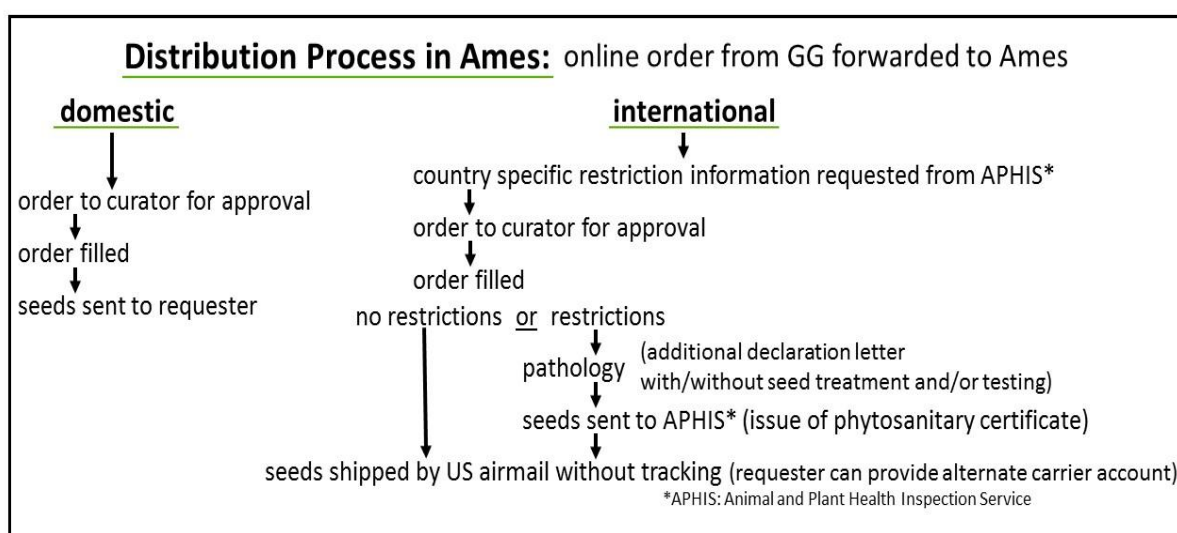 Distribution Process in Ames: online order from GG forwarded to Ames
domestic
order to curator for approval
order filled
seeds sent to requester
international
country specific restriction information requested from APHIS*
order to curator for approval
order filled
no restrictions or restrictions
pathology
(additional declaration letter
with/without seed treatment and/or testing)
seeds sent to APHIS* (issue of phytosanitary certificate)
seeds shipped by US airmail without tracking (requester can provide alternate carrier account)
*APHIS: Animal and Plant Health Inspection Service